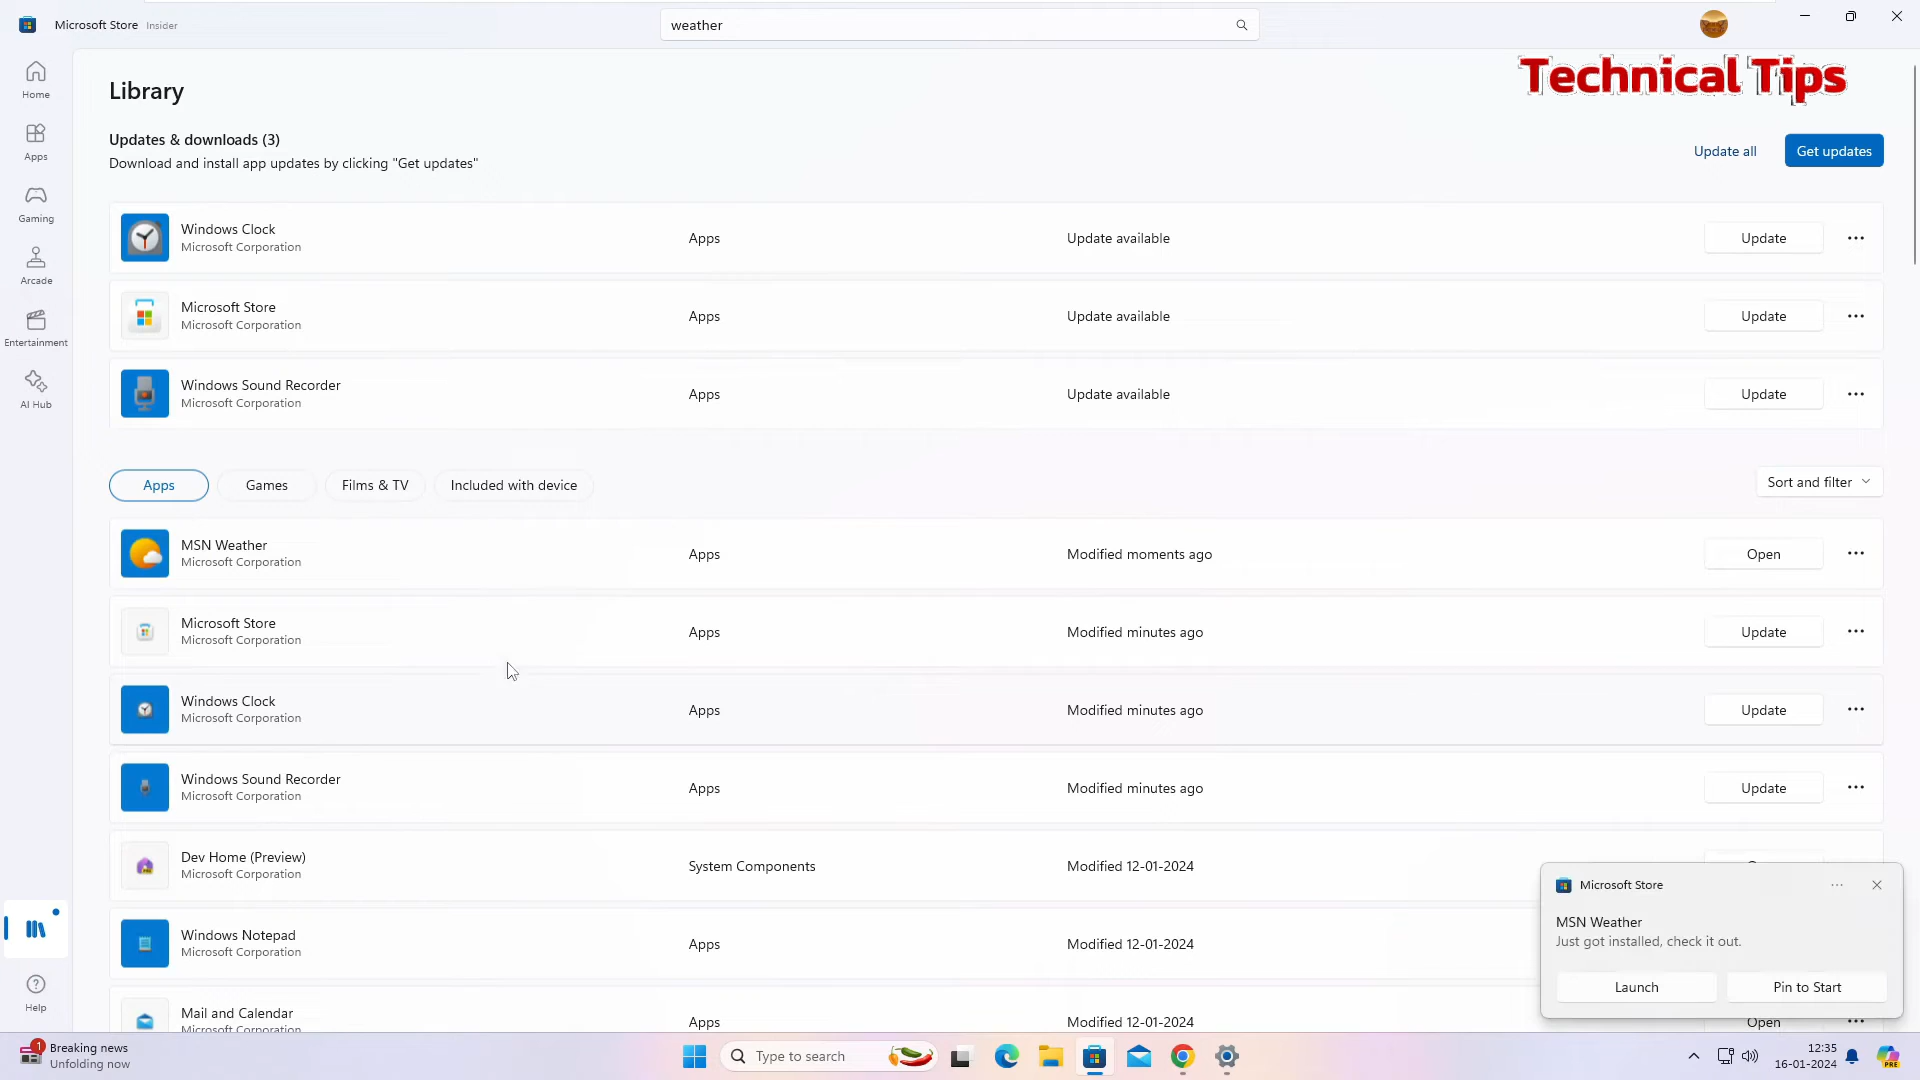 Microsoft Store Insider
weather
Technical Tips
Home
Apps
Gaming
Arcade
Entertainment
AI Hub
Help
Library
Updates & downloads (3)
Download and install app updates by clicking "Get updates"
Update all
Get updates
Windows Clock
Microsoft Corporation
Apps
Update available
Update
Microsoft Store
Microsoft Corporation
Apps
Update available
Update
Windows Sound Recorder
Microsoft Corporation
Apps
Update available
Update
Apps
Games
Films & TV
Included with device
Sort and filter
MSN Weather
Microsoft Corporation
Apps
Modified moments ago
Open
Microsoft Store
Microsoft Corporation
Apps
Modified minutes ago
Update
Windows Clock
Microsoft Corporation
Apps
Modified minutes ago
Update
Windows Sound Recorder
Microsoft Corporation
Apps
Modified minutes ago
Update
Dev Home (Preview)
Microsoft Corporation
System Components
Modified 12-01-2024
Windows Notepad
Microsoft Corporation
Apps
Modified 12-01-2024
Mail and Calendar
Microsoft Corporation
Apps
Modified 12-01-2024
Open
Microsoft Store
MSN Weather
Just got installed, check it out.
Launch
Pin to Start
1
Breaking news
Unfolding now
Type to search
12:35
16-01-2024
PRE